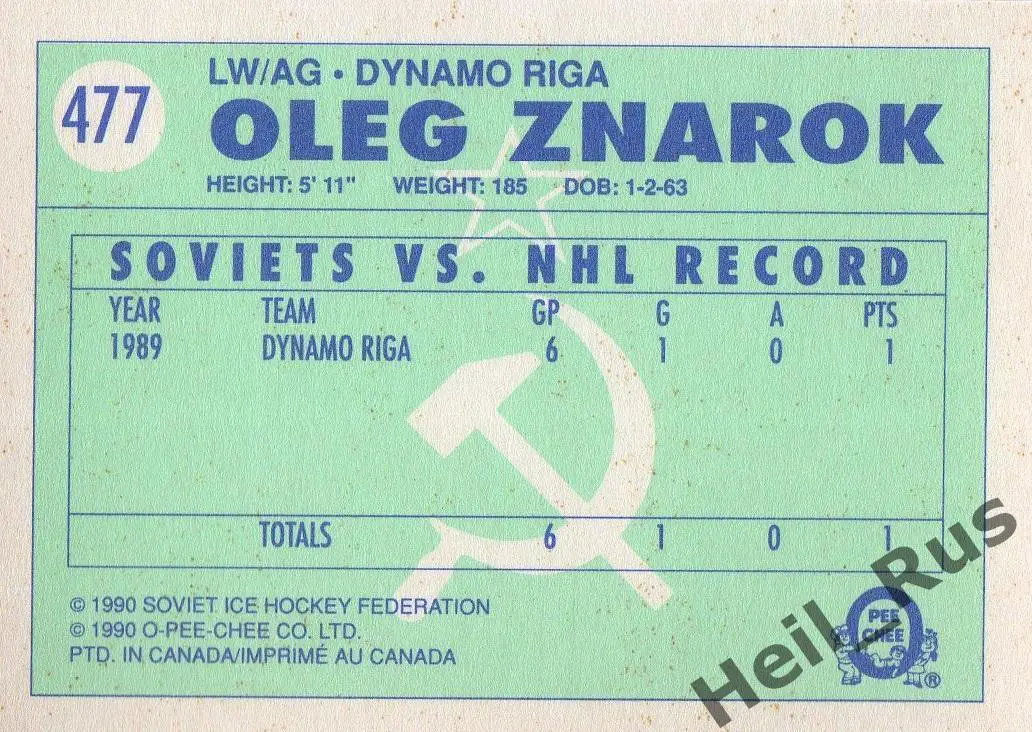 477
LW/AG • DYNAMO RIGA
OLEG ZNAROK
HEIGHT: 5' 11" WEIGHT: 185 DOB: 1-2-63
SOVIETS VS. NHL RECORD
YEAR TEAM GP G A PTS
1989 DYNAMO RIGA 6 1 0 1
TOTALS 6 1 0 1
© 1990 SOVIET ICE HOCKEY FEDERATION
© 1990 O-PEE-CHEE CO. LTD.
PTD. IN CANADA/IMPRIMÉ AU CANADA
O PEE CHEE ®
Heil_Rus